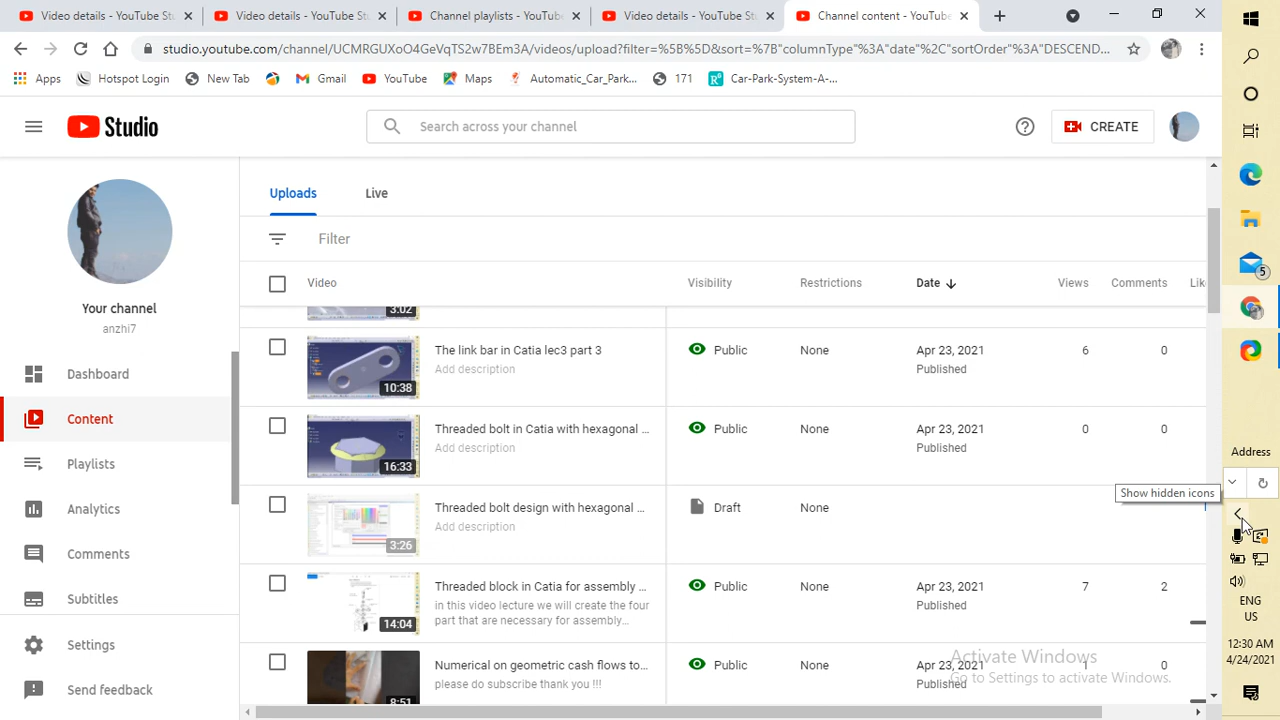 Video details - YouTube Stu
Video details - YouTube Stu
Channel playlists - YouTube
Video details - YouTube Stu
Channel content - YouTube
studio.youtube.com/channel/UCMRGUXoO4GeVqTS2w7BEm3A/videos/upload?filter=%5B%5D&sort=%7B"columnType"%3A"date"%2C"sortOrder"%3A"DESCEND...
Apps Hotspot Login New Tab Gmail YouTube Maps Automatic_Car_Park... 171 Car-Park-System-A-...
Studio
Search across your channel
CREATE
Your channel
anzhi7
Dashboard
Content
Playlists
Analytics
Comments
Subtitles
Settings
Send feedback
Uploads Live
Filter
Video Visibility Restrictions Date Views Comments Lik
3:02
The link bar in Catia lec3 part 3 Public None Apr 23, 2021 6 0
Add description Published
10:38
Threaded bolt in Catia with hexagonal ... Public None Apr 23, 2021 0 0
Add description Published
16:33
Threaded bolt design with hexagonal ... Draft
Add description
3:26
Threaded block in Catia for assembly ... Public None Apr 23, 2021 7 2
in this video lecture we will create the four Published
part that are necessary for assembly...
14:04
Numerical on geometric cash flows to... Public None Apr 23, 2021 1 0
please do subscribe thank you !!! Published
8:51
Activate Windows
Go to Settings to activate Windows.
5
Address
Show hidden icons
ENG
US
12:30 AM
4/24/2021